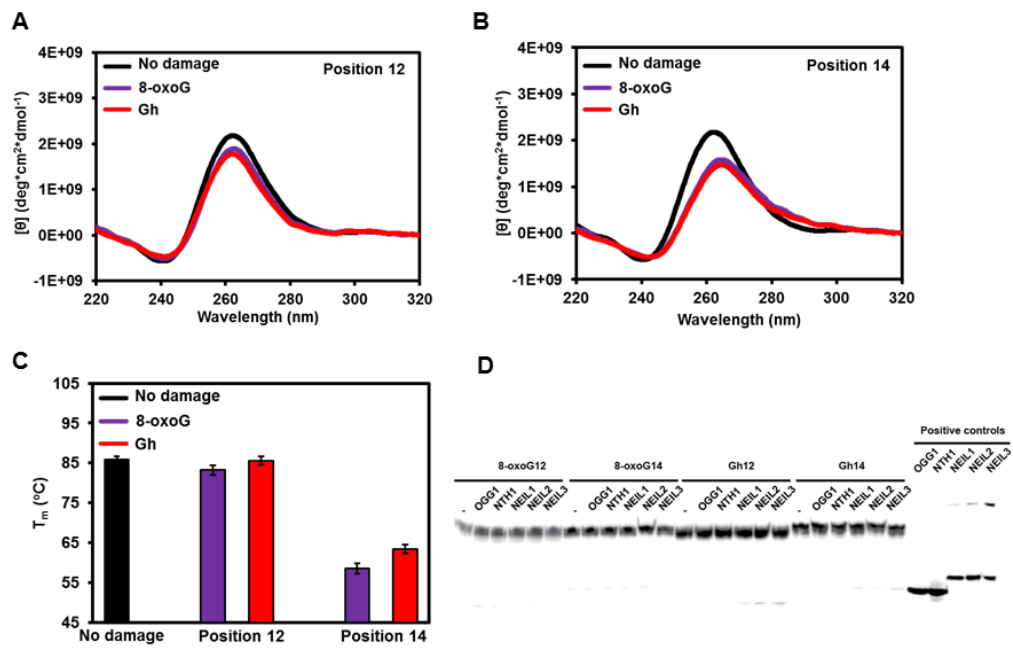 A
4E+09
3E+09
2E+09
1E+09
0E+00
-1E+09
[θ] (deg*cm²*dmol⁻¹)
No damage
8-oxoG
Gh
Position 12
220 240 260 280 300 320
Wavelength (nm)
B
4E+09
3E+09
2E+09
1E+09
0E+00
-1E+09
[θ] (deg*cm²*dmol⁻¹)
No damage
8-oxoG
Gh
Position 14
220 240 260 280 300 320
Wavelength (nm)
C
105
95
85
75
65
55
45
Tm (°C)
No damage
8-oxoG
Gh
No damage Position 12 Position 14
D
Positive controls
OGG1 NTH1 NEIL1 NEIL2 NEIL3
8-oxoG12 8-oxoG14 Gh12 Gh14
- OGG1 NTH1 NEIL1 NEIL2 NEIL3 - OGG1 NTH1 NEIL1 NEIL2 NEIL3 - OGG1 NTH1 NEIL1 NEIL2 NEIL3 - OGG1 NTH1 NEIL1 NEIL2 NEIL3